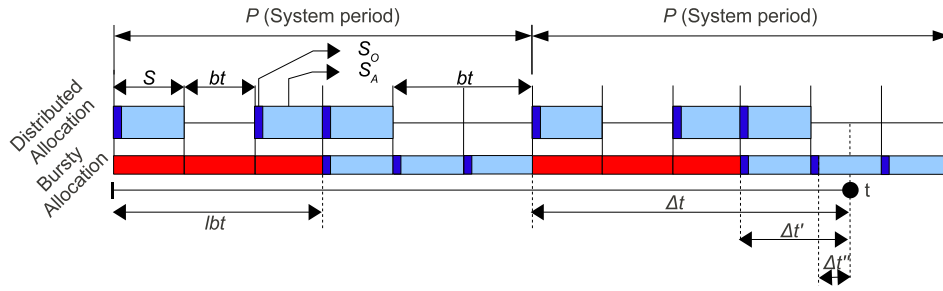 P (System period)
P (System period)
S_O
S_A
S
bt
bt
Distributed
Allocation
Bursty
Allocation
t
lbt
Δt
Δt'
Δt"